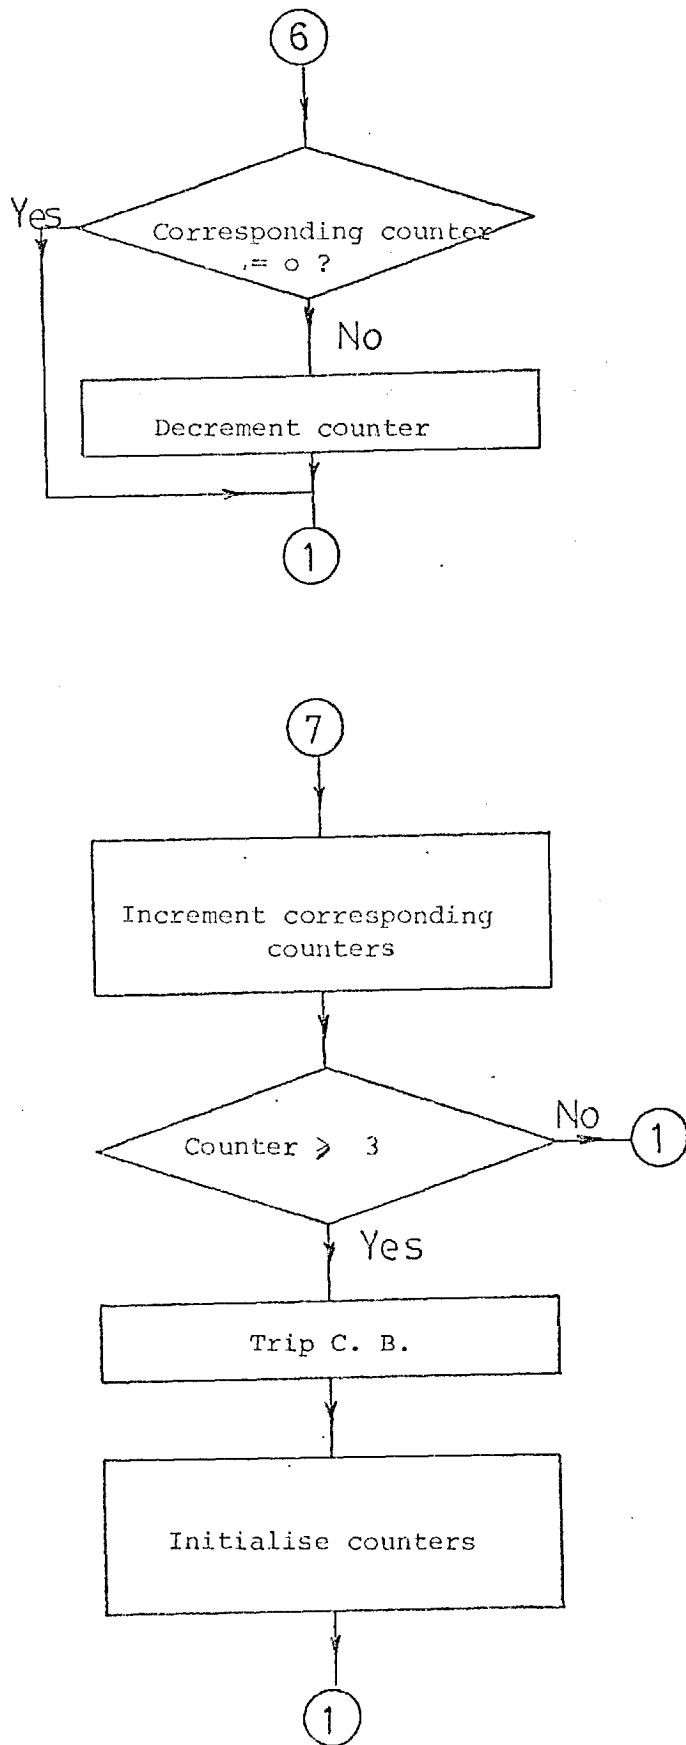 6
Yes
Corresponding counter
= o ?
No
Decrement counter
1
7
Increment corresponding
counters
Counter ⩾ 3
No
1
Yes
Trip C. B.
Initialise counters
1